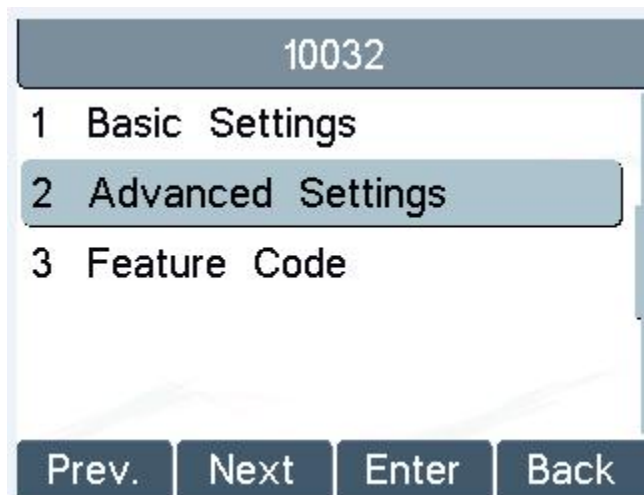 10032
1 Basic Settings
2 Advanced Settings
3 Feature Code
Prev. Next Enter Back